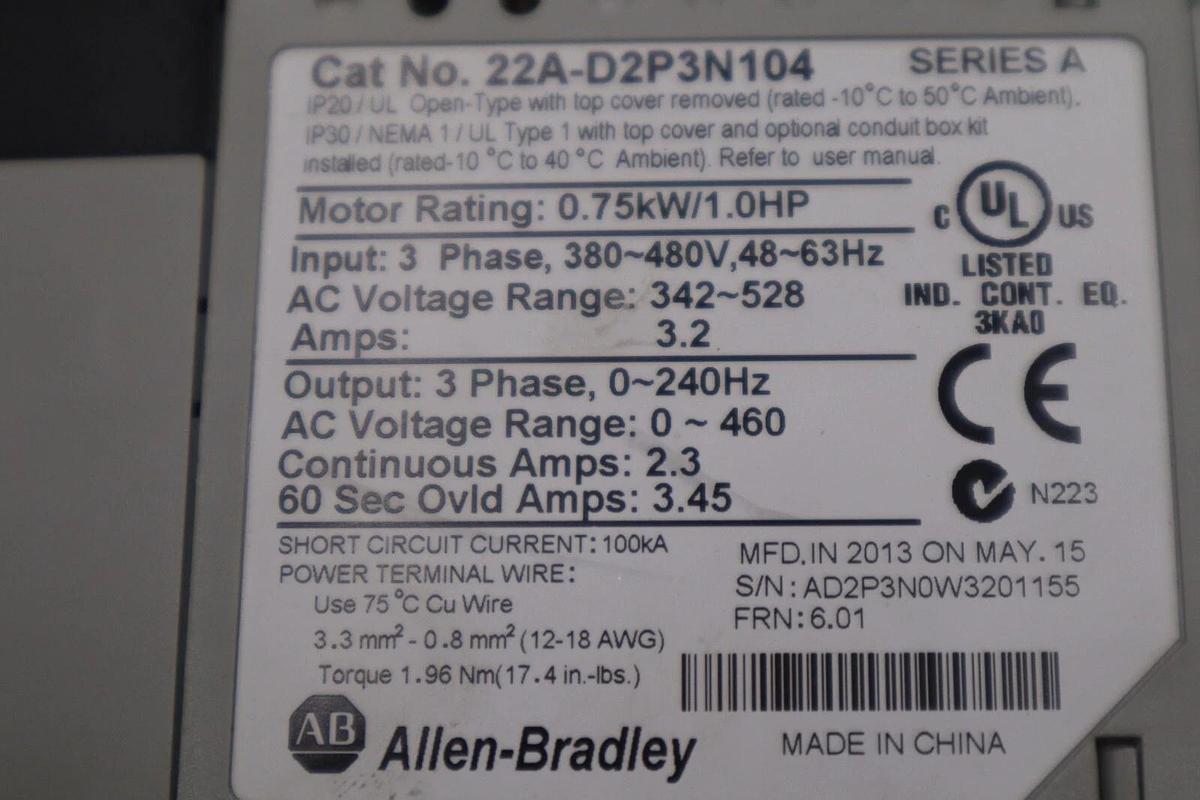 Cat No. 22A-D2P3N104 SERIES A
IP20 / UL Open-Type with top cover removed (rated -10°C to 50°C Ambient).
IP30 / NEMA 1 / UL Type 1 with top cover and optional conduit box kit
installed (rated-10 °C to 40 °C Ambient). Refer to user manual.
Motor Rating: 0.75kW/1.0HP
C UL US
LISTED
IND. CONT. EQ.
3KA0
Input: 3 Phase, 380~480V,48~63Hz
AC Voltage Range: 342~528
Amps: 3.2
Output: 3 Phase, 0~240Hz
AC Voltage Range: 0 ~ 460
Continuous Amps: 2.3
60 Sec Ovld Amps: 3.45
CE
N223
SHORT CIRCUIT CURRENT: 100kA
POWER TERMINAL WIRE:
Use 75 °C Cu Wire
3.3 mm² - 0.8 mm² (12-18 AWG)
Torque 1.96 Nm(17.4 in.-lbs.)
MFD.IN 2013 ON MAY. 15
S/N: AD2P3N0W3201155
FRN: 6.01
AB Allen-Bradley
MADE IN CHINA